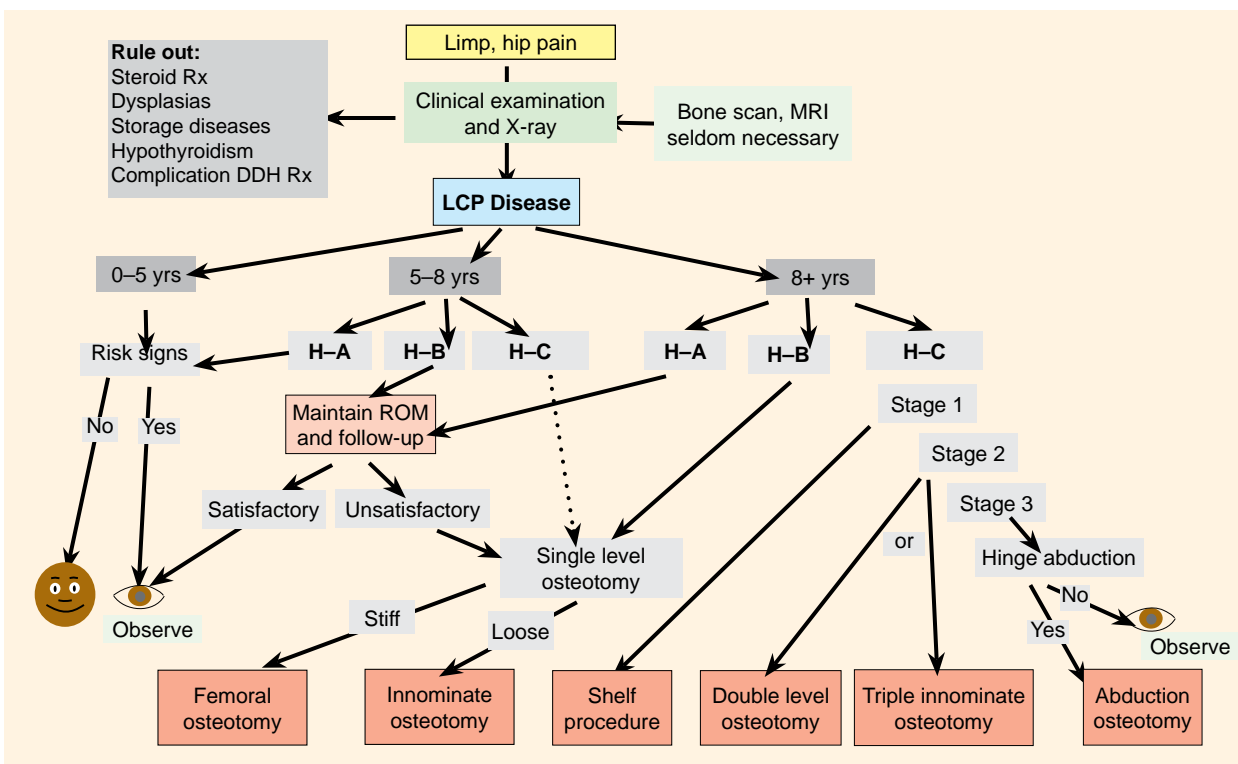 Limp, hip pain
Rule out:
Steroid Rx
Dysplasias
Storage diseases
Hypothyroidism
Complication DDH Rx
Clinical examination
and X-ray
Bone scan, MRI
seldom necessary
LCP Disease
0–5 yrs
5–8 yrs
8+ yrs
Risk signs
H–A
H–B
H–C
H–A
H–B
H–C
No
Yes
Maintain ROM
and follow-up
Stage 1
Stage 2
Stage 3
Satisfactory
Unsatisfactory
or
Hinge abduction
Single level
osteotomy
No
Yes
Observe
Observe
Stiff
Loose
Femoral
osteotomy
Innominate
osteotomy
Shelf
procedure
Double level
osteotomy
Triple innominate
osteotomy
Abduction
osteotomy